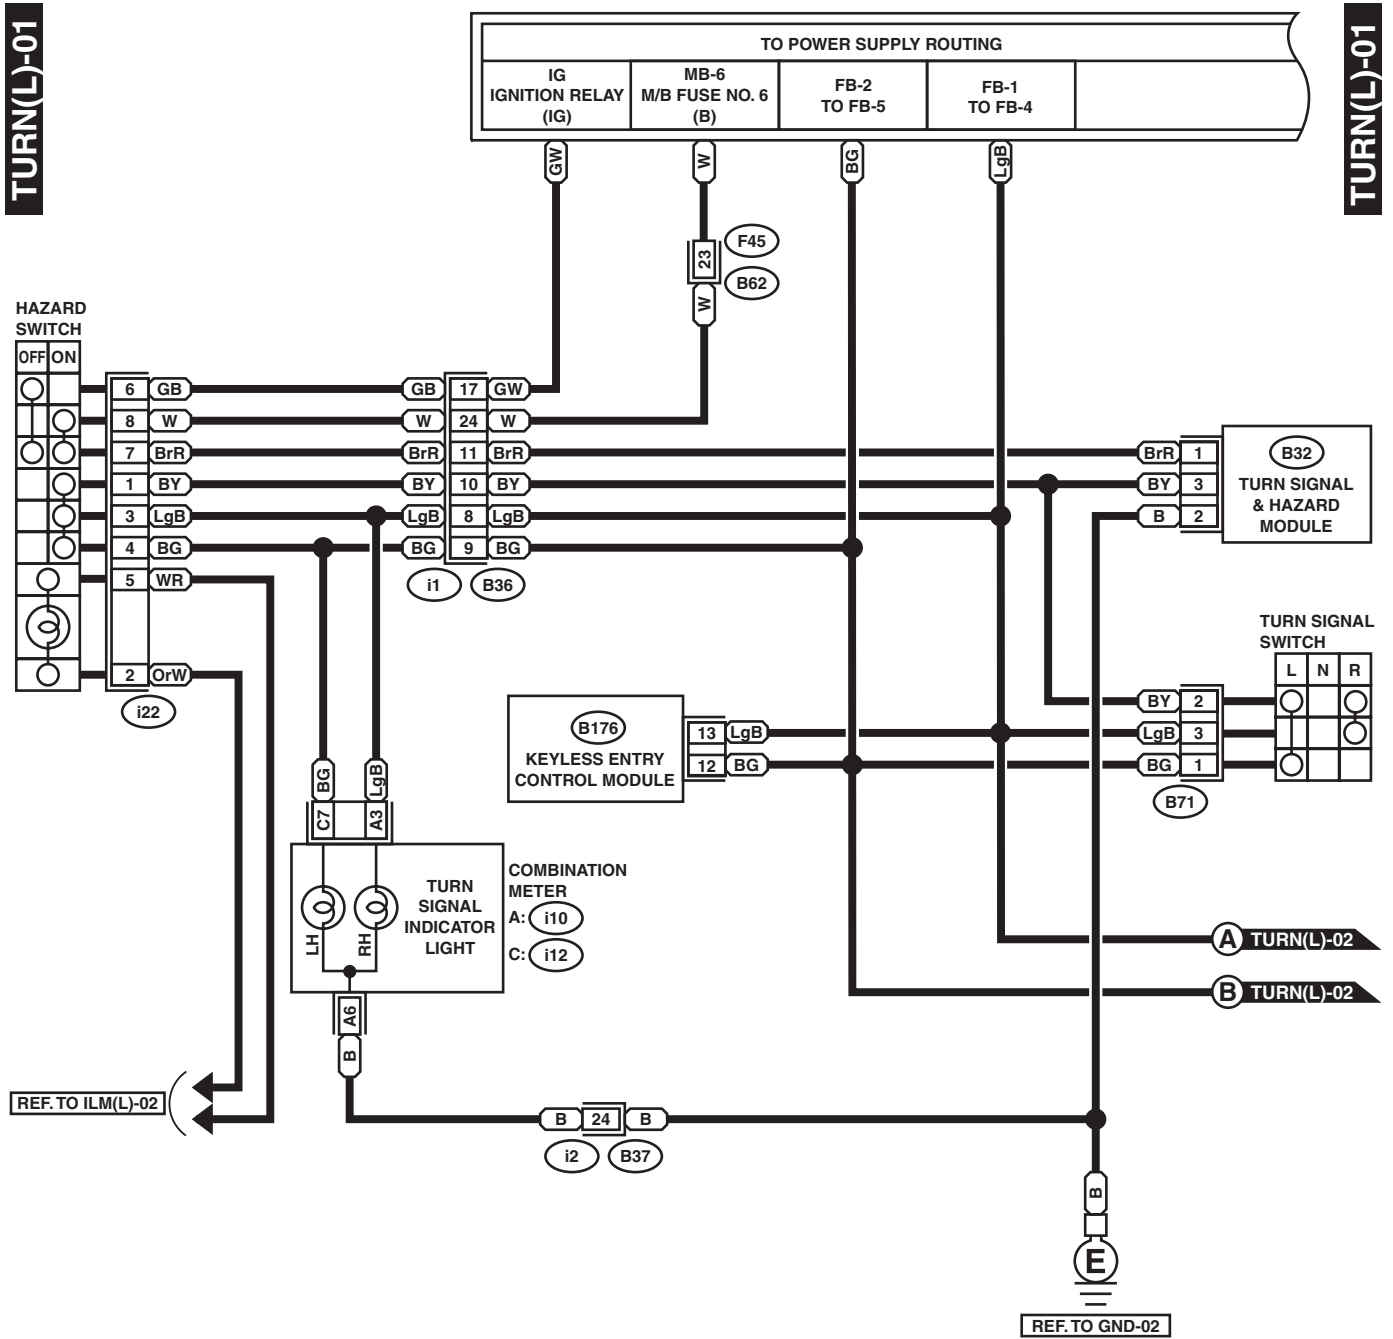 TURN(L)-01
TURN(L)-01
TO POWER SUPPLY ROUTING
IG
IGNITION RELAY
(IG)
MB-6
M/B FUSE NO. 6
(B)
FB-2
TO FB-5
FB-1
TO FB-4
GW
W
BG
LgB
23
F45
B62
W
HAZARD
SWITCH
OFF ON
6 GB GB 17 GW
8 W W 24 W
7 BrR BrR 11 BrR BrR 1
1 BY BY 10 BY BY 3
3 LgB LgB 8 LgB B 2
4 BG BG 9 BG
5 WR
i1 B36
2 OrW
i22
B32
TURN SIGNAL
& HAZARD
MODULE
TURN SIGNAL
SWITCH
L N R
BY 2
LgB 3
BG 1
B71
B176
KEYLESS ENTRY
CONTROL MODULE
13 LgB
12 BG
BG LgB
C7 A3
TURN
SIGNAL
INDICATOR
LIGHT
LH RH
COMBINATION
METER
A: i10
C: i12
A6
B
A TURN(L)-02
B TURN(L)-02
REF. TO ILM(L)-02
B 24 B
i2 B37
B
E
REF. TO GND-02